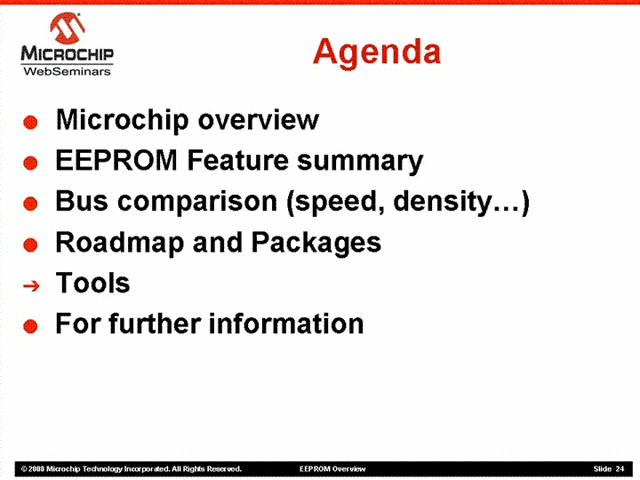 MICROCHIP
WebSeminars
Agenda
Microchip overview
EEPROM Feature summary
Bus comparison (speed, density…)
Roadmap and Packages
Tools
For further information
© 2008 Microchip Technology Incorporated. All Rights Reserved. EEPROM Overview Slide 24